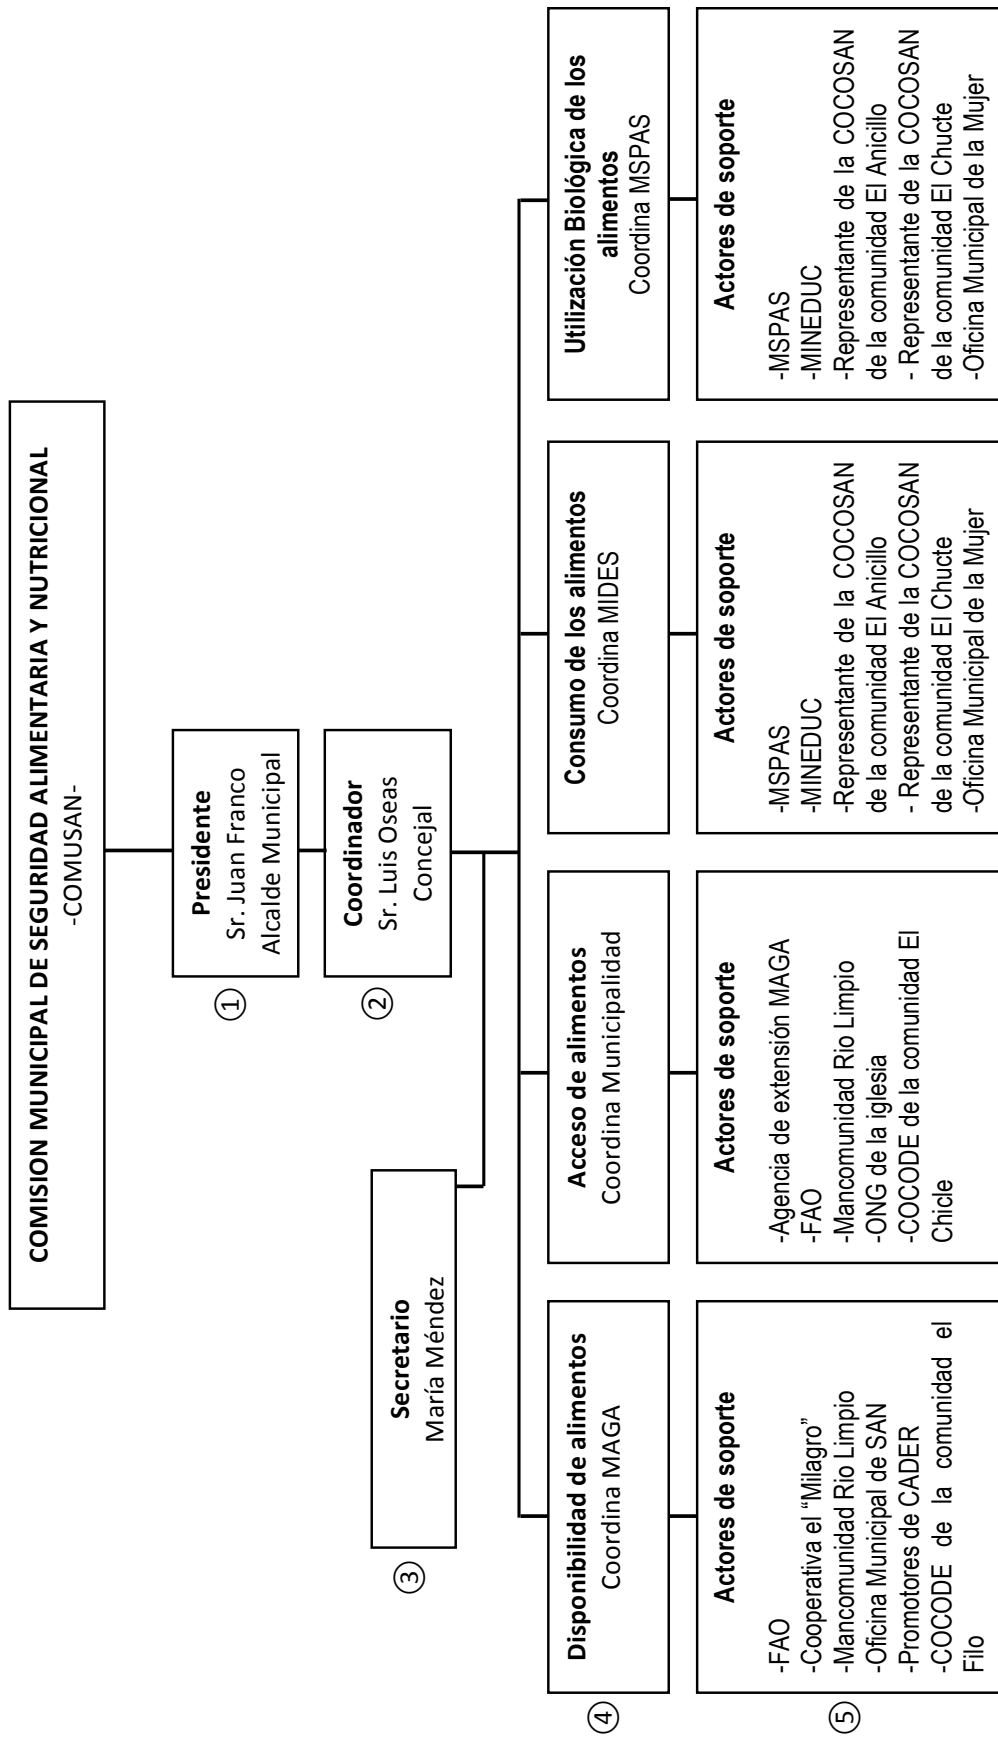 COMISION MUNICIPAL DE SEGURIDAD ALIMENTARIA Y NUTRICIONAL
-COMUSAN-
①
Presidente
Sr. Juan Franco
Alcalde Municipal
②
Coordinador
Sr. Luis Oseas
Concejal
③
Secretario
María Méndez
④
Disponibilidad de alimentos
Coordina MAGA
Acceso de alimentos
Coordina Municipalidad
Consumo de los alimentos
Coordina MIDES
Utilización Biológica de los
alimentos
Coordina MSPAS
⑤
Actores de soporte
-FAO
-Cooperativa el “Milagro”
-Mancomunidad Rio Limpio
-Oficina Municipal de SAN
-Promotores de CADER
-COCODE de la comunidad el
Filo
Actores de soporte
-Agencia de extensión MAGA
-FAO
-Mancomunidad Rio Limpio
-ONG de la iglesia
-COCODE de la comunidad El
Chicle
Actores de soporte
-MSPAS
-MINEDUC
-Representante de la COCOSAN
de la comunidad El Anicillo
- Representante de la COCOSAN
de la comunidad El Chucte
-Oficina Municipal de la Mujer
Actores de soporte
-MSPAS
-MINEDUC
-Representante de la COCOSAN
de la comunidad El Anicillo
- Representante de la COCOSAN
de la comunidad El Chucte
-Oficina Municipal de la Mujer